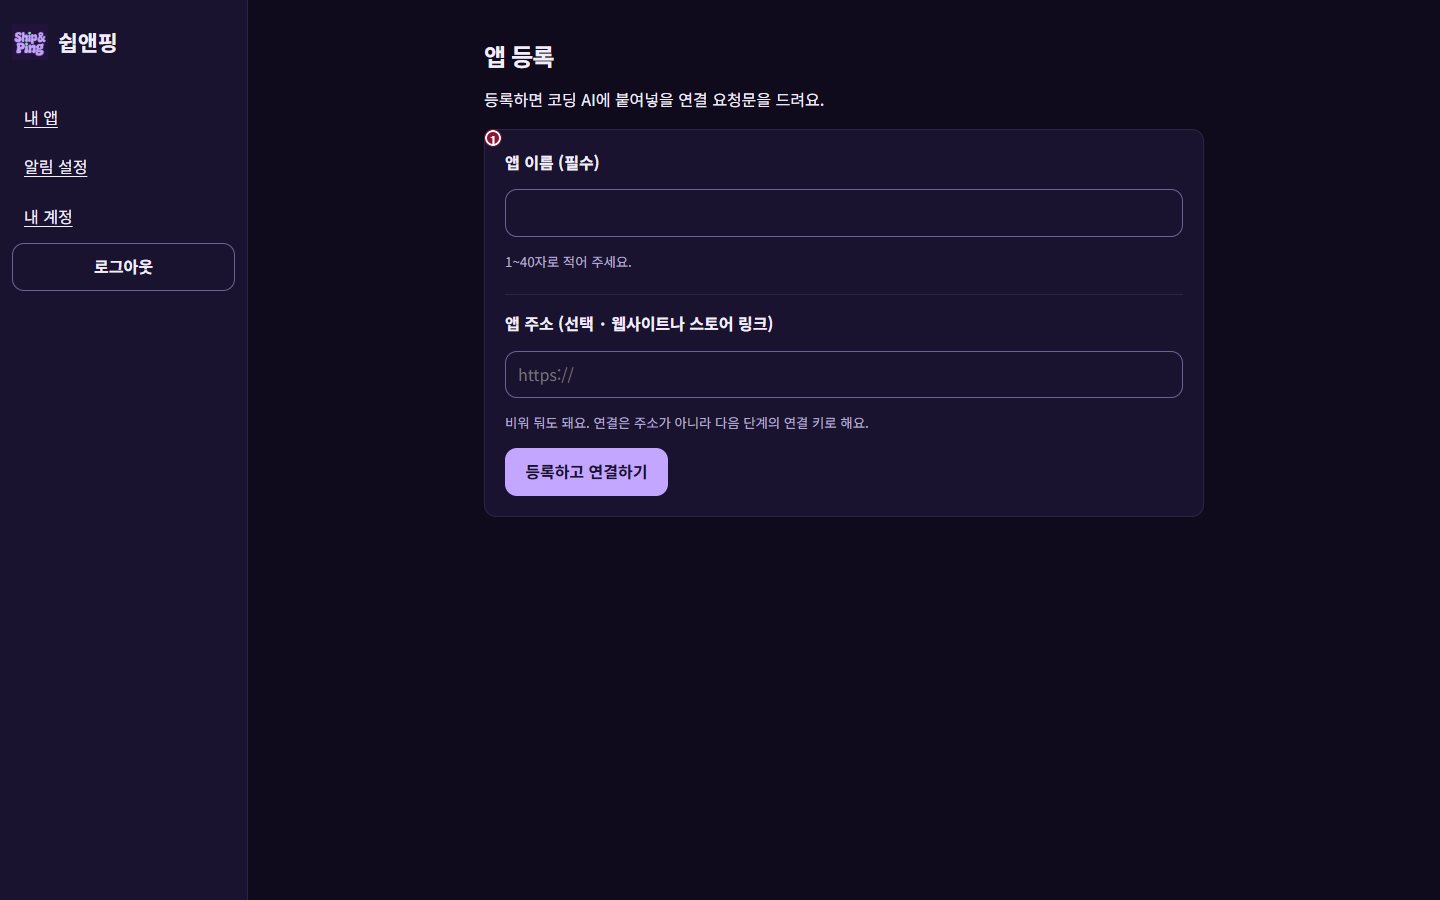 Ship&
Ping
쉽앤핑
내 앱
알림 설정
내 계정
로그아웃
앱 등록
등록하면 코딩 AI에 붙여넣을 연결 요청문을 드려요.
1
앱 이름 (필수)
1~40자로 적어 주세요.
앱 주소 (선택 · 웹사이트나 스토어 링크)
https://
비워 둬도 돼요. 연결은 주소가 아니라 다음 단계의 연결 키로 해요.
등록하고 연결하기